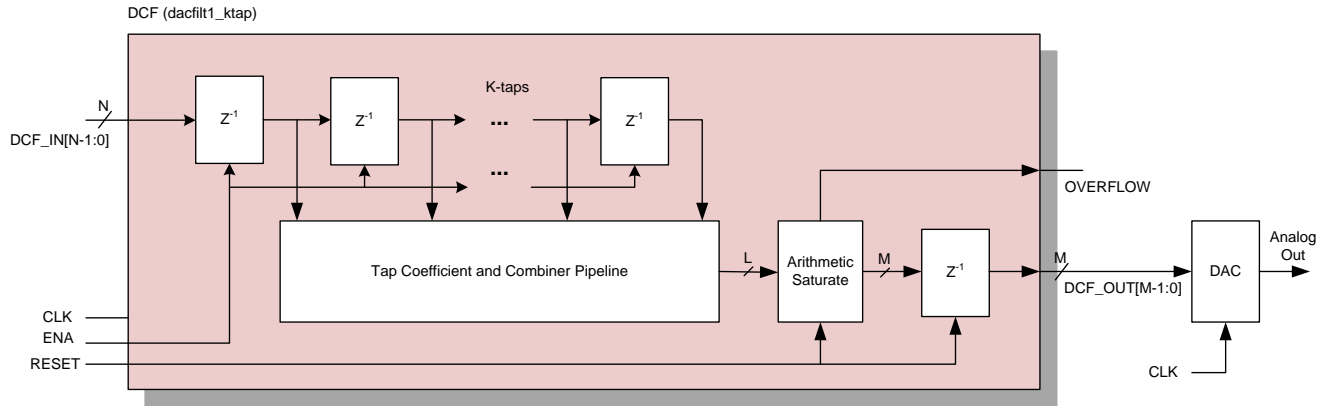 DCF (dacfilt1_ktap)
N
DCF_IN[N-1:0]
Z-1
Z-1
K-taps
...
...
Z-1
OVERFLOW
Tap Coefficient and Combiner Pipeline
L
Arithmetic
Saturate
M
Z-1
M
DCF_OUT[M-1:0]
DAC
Analog
Out
CLK
ENA
RESET
CLK